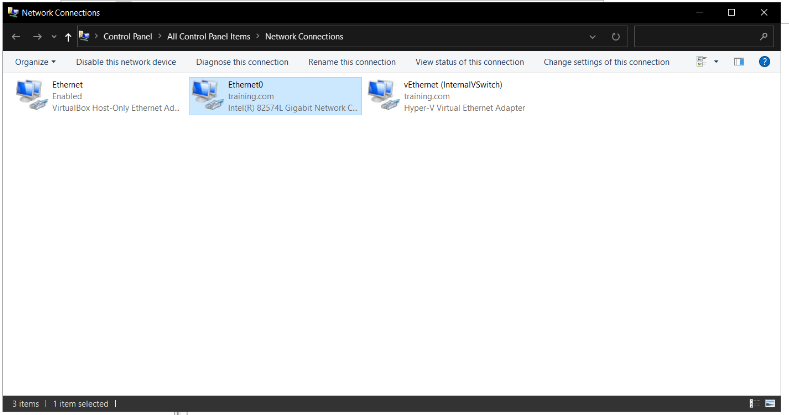 Network Connections
Control Panel > All Control Panel Items > Network Connections
Organize Disable this network device Diagnose this connection Rename this connection View status of this connection Change settings of this connection
Ethernet
Enabled
VirtualBox Host-Only Ethernet Ad...
Ethernet0
training.com
Intel(R) 82574L Gigabit Network C...
vEthernet (InternalVSwitch)
training.com
Hyper-V Virtual Ethernet Adapter
3 items 1 item selected